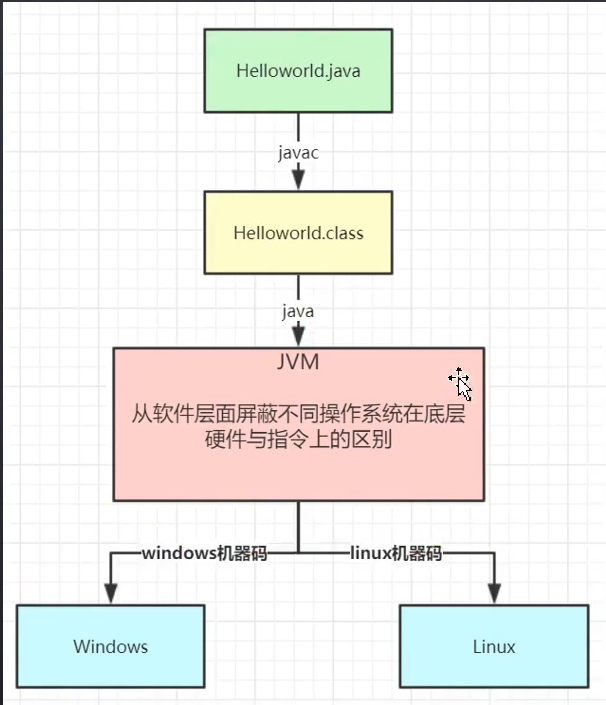 Helloworld.java
javac
Helloworld.class
java
JVM
从软件层面屏蔽不同操作系统在底层
硬件与指令上的区别
windows机器码
linux机器码
Windows
Linux